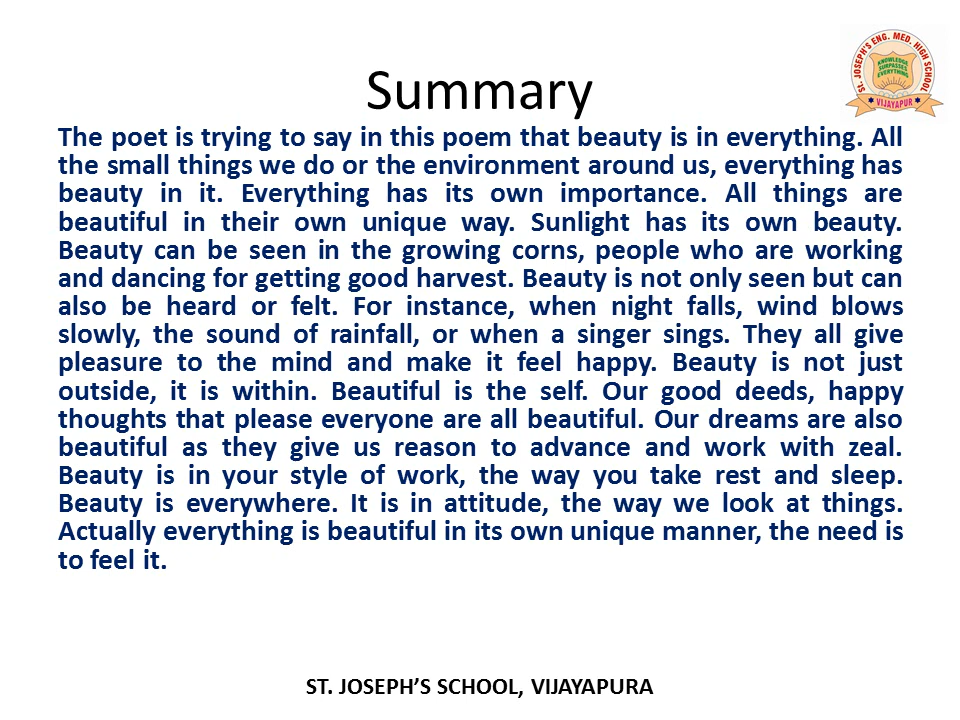 ST. JOSEPH'S ENG. MED. HIGH SCHOOL
KNOWLEDGE
SURPASSES
EVERYTHING
VIJAYAPUR
Summary
The poet is trying to say in this poem that beauty is in everything. All
the small things we do or the environment around us, everything has
beauty in it. Everything has its own importance. All things are
beautiful in their own unique way. Sunlight has its own beauty.
Beauty can be seen in the growing corns, people who are working
and dancing for getting good harvest. Beauty is not only seen but can
also be heard or felt. For instance, when night falls, wind blows
slowly, the sound of rainfall, or when a singer sings. They all give
pleasure to the mind and make it feel happy. Beauty is not just
outside, it is within. Beautiful is the self. Our good deeds, happy
thoughts that please everyone are all beautiful. Our dreams are also
beautiful as they give us reason to advance and work with zeal.
Beauty is in your style of work, the way you take rest and sleep.
Beauty is everywhere. It is in attitude, the way we look at things.
Actually everything is beautiful in its own unique manner, the need is
to feel it.
ST. JOSEPH’S SCHOOL, VIJAYAPURA